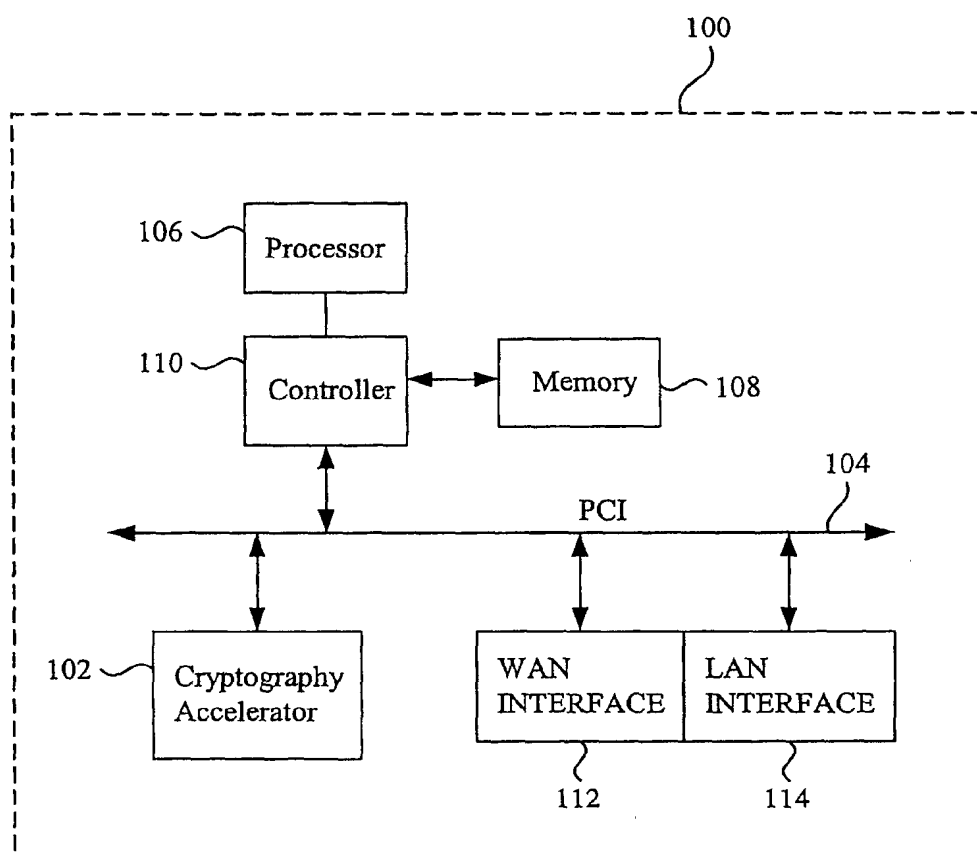 100
106
Processor
110
Controller
Memory
108
104
PCI
102
Cryptography
Accelerator
WAN
INTERFACE
LAN
INTERFACE
112
114